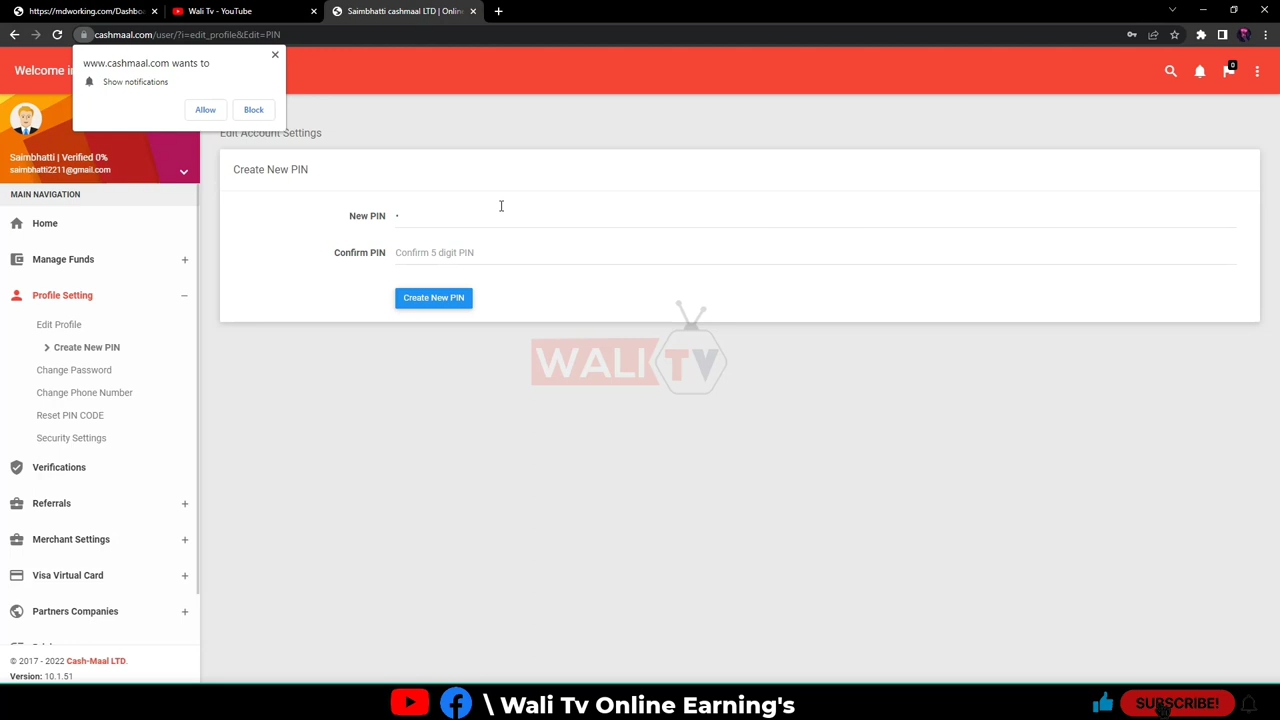 https://mdworking.com/Dashboa
Wali Tv - YouTube
Saimbhatti cashmaal LTD | Online
cashmaal.com/user/?i=edit_profile&Edit=PIN
www.cashmaal.com wants to
Show notifications
Allow
Block
Welcome in
0
Saimbhatti | Verified 0%
saimbhatti2211@gmail.com
MAIN NAVIGATION
Home
Manage Funds
Profile Setting
Edit Profile
Create New PIN
Change Password
Change Phone Number
Reset PIN CODE
Security Settings
Verifications
Referrals
Merchant Settings
Visa Virtual Card
Partners Companies
© 2017 - 2022 Cash-Maal LTD.
Version: 10.1.51
Edit Account Settings
Create New PIN
New PIN
Confirm PIN
Confirm 5 digit PIN
Create New PIN
WALI TV
\ Wali Tv Online Earning's
SUBSCRIBE!